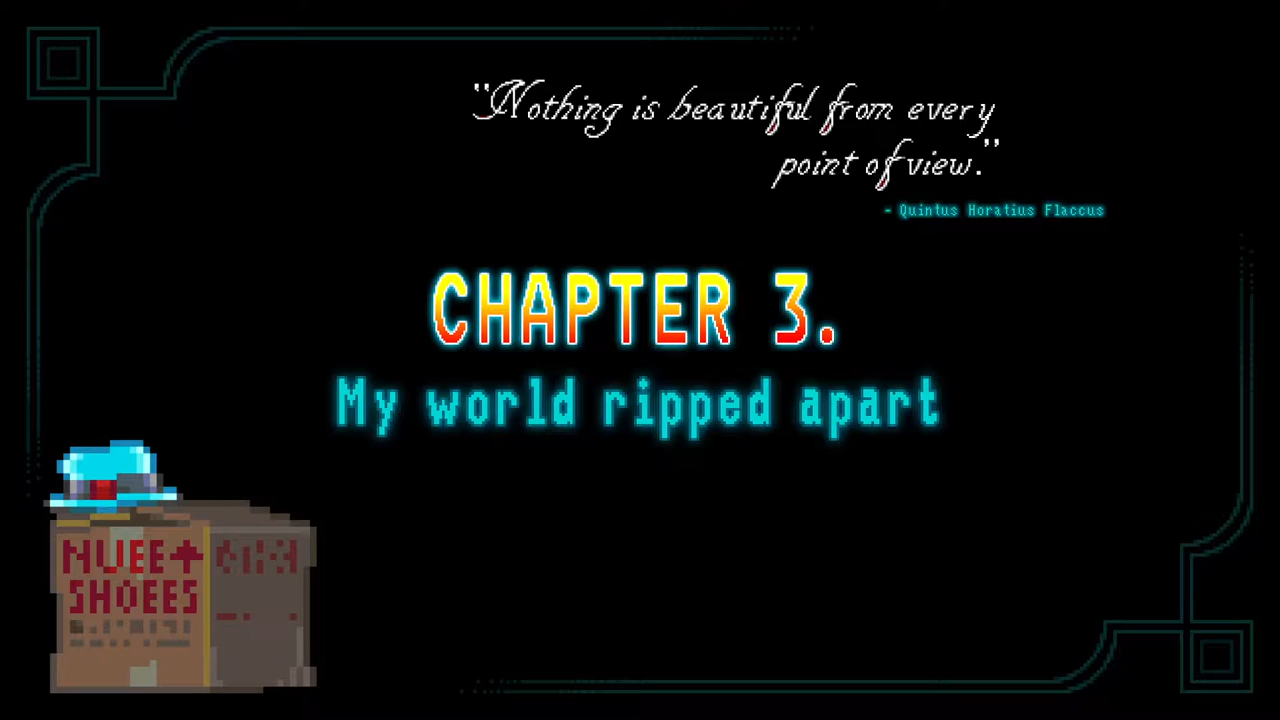 "Nothing is beautiful from every
point of view."
- Quintus Horatius Flaccus
CHAPTER 3.
My world ripped apart
NUEE
SHOEES